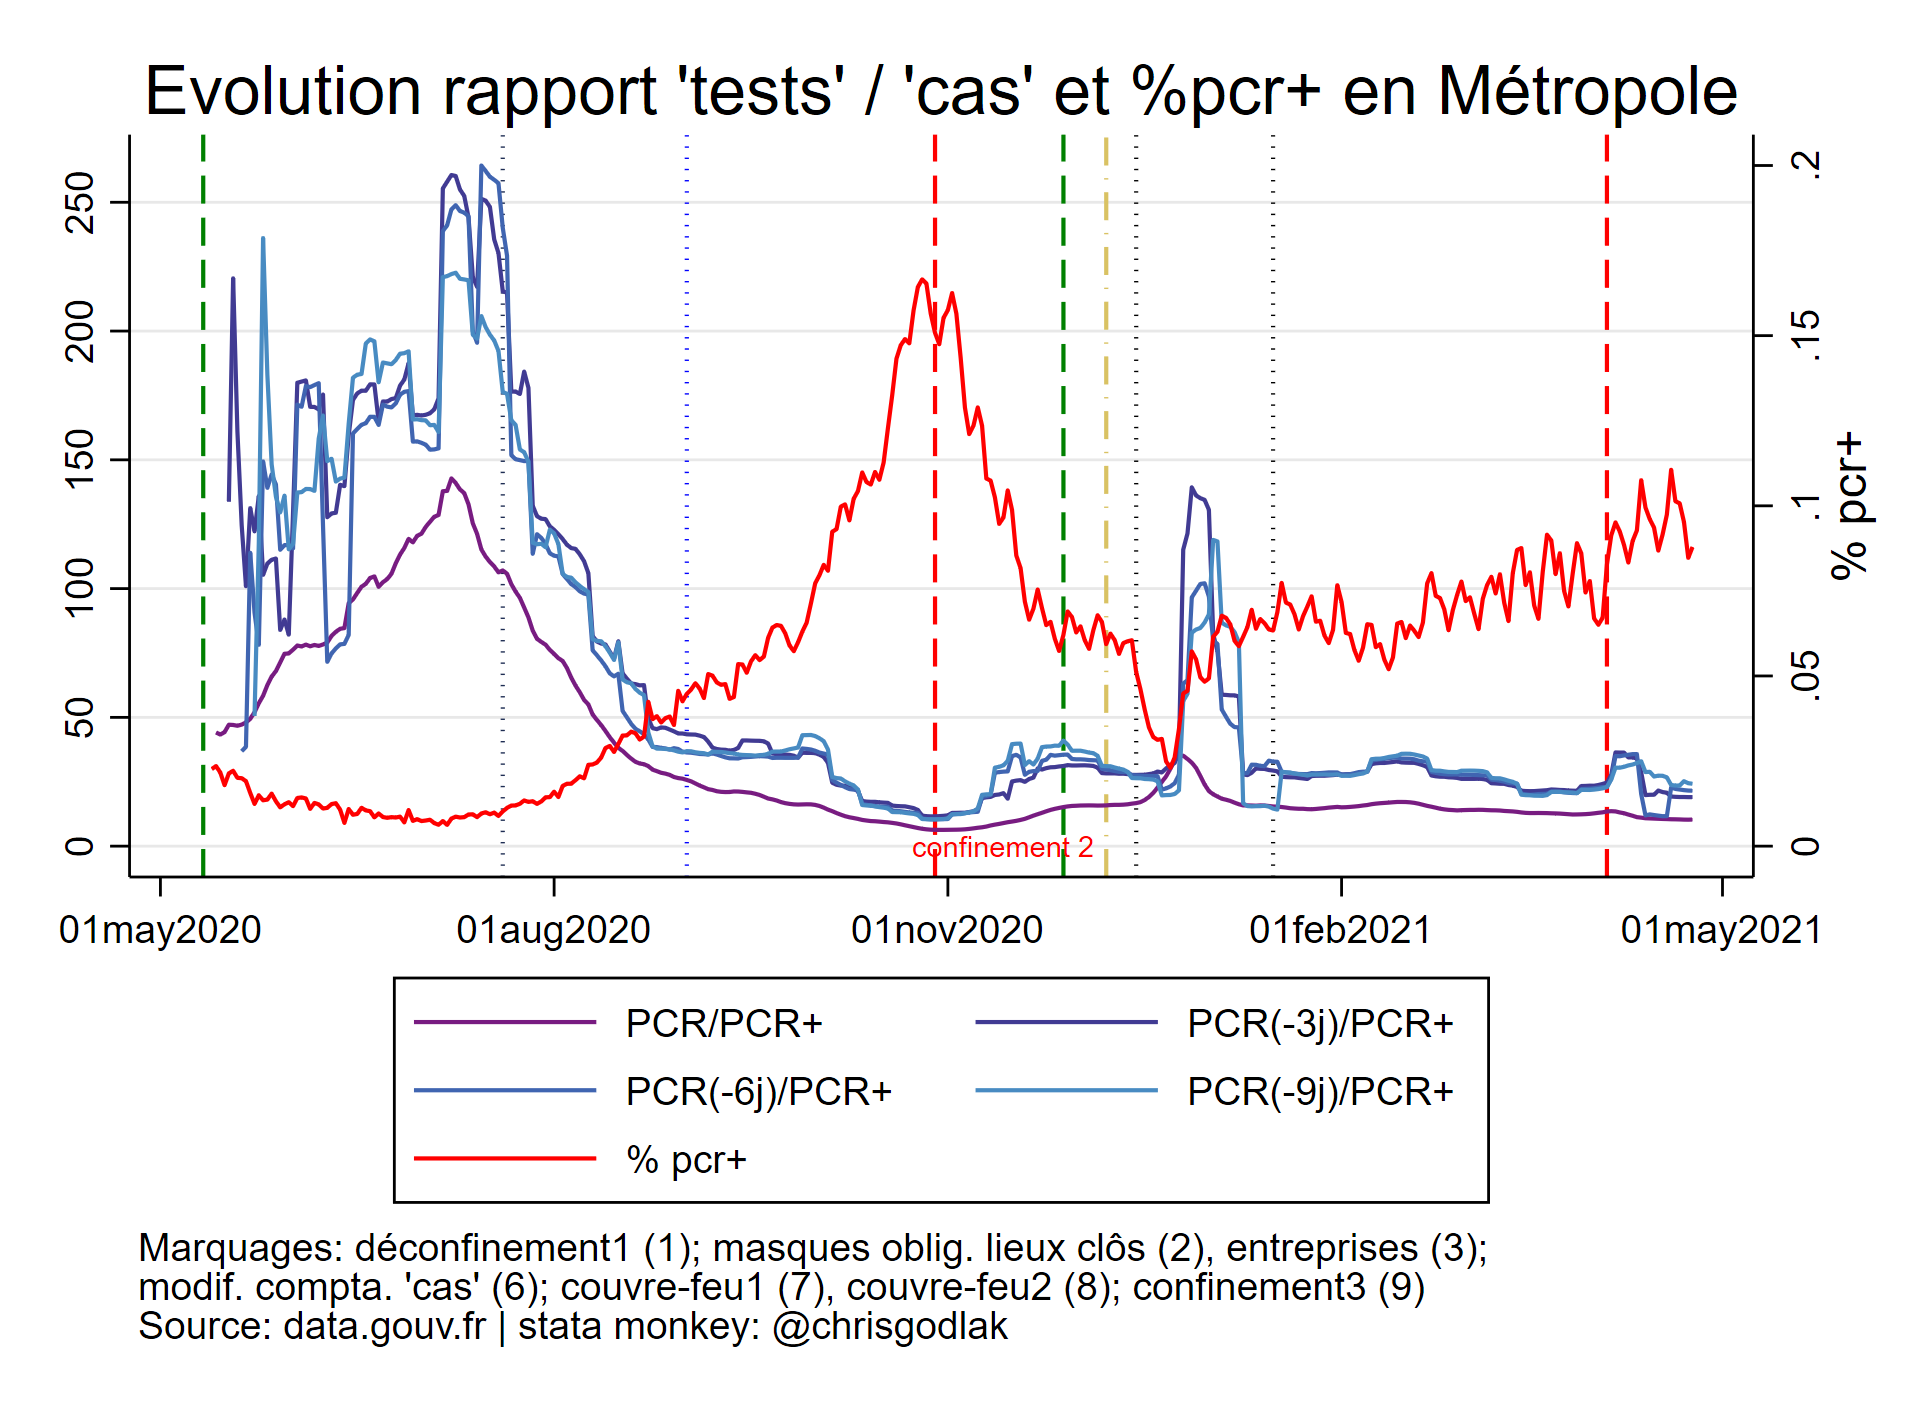 Evolution rapport 'tests' / 'cas' et %pcr+ en Métropole
250
200
150
100
50
0
.2
.15
.1
.05
0
% pcr+
confinement 2
01may2020
01aug2020
01nov2020
01feb2021
01may2021
PCR/PCR+
PCR(-3j)/PCR+
PCR(-6j)/PCR+
PCR(-9j)/PCR+
% pcr+
Marquages: déconfinement1 (1); masques oblig. lieux clôs (2), entreprises (3);
modif. compta. 'cas' (6); couvre-feu1 (7), couvre-feu2 (8); confinement3 (9)
Source: data.gouv.fr | stata monkey: @chrisgodlak